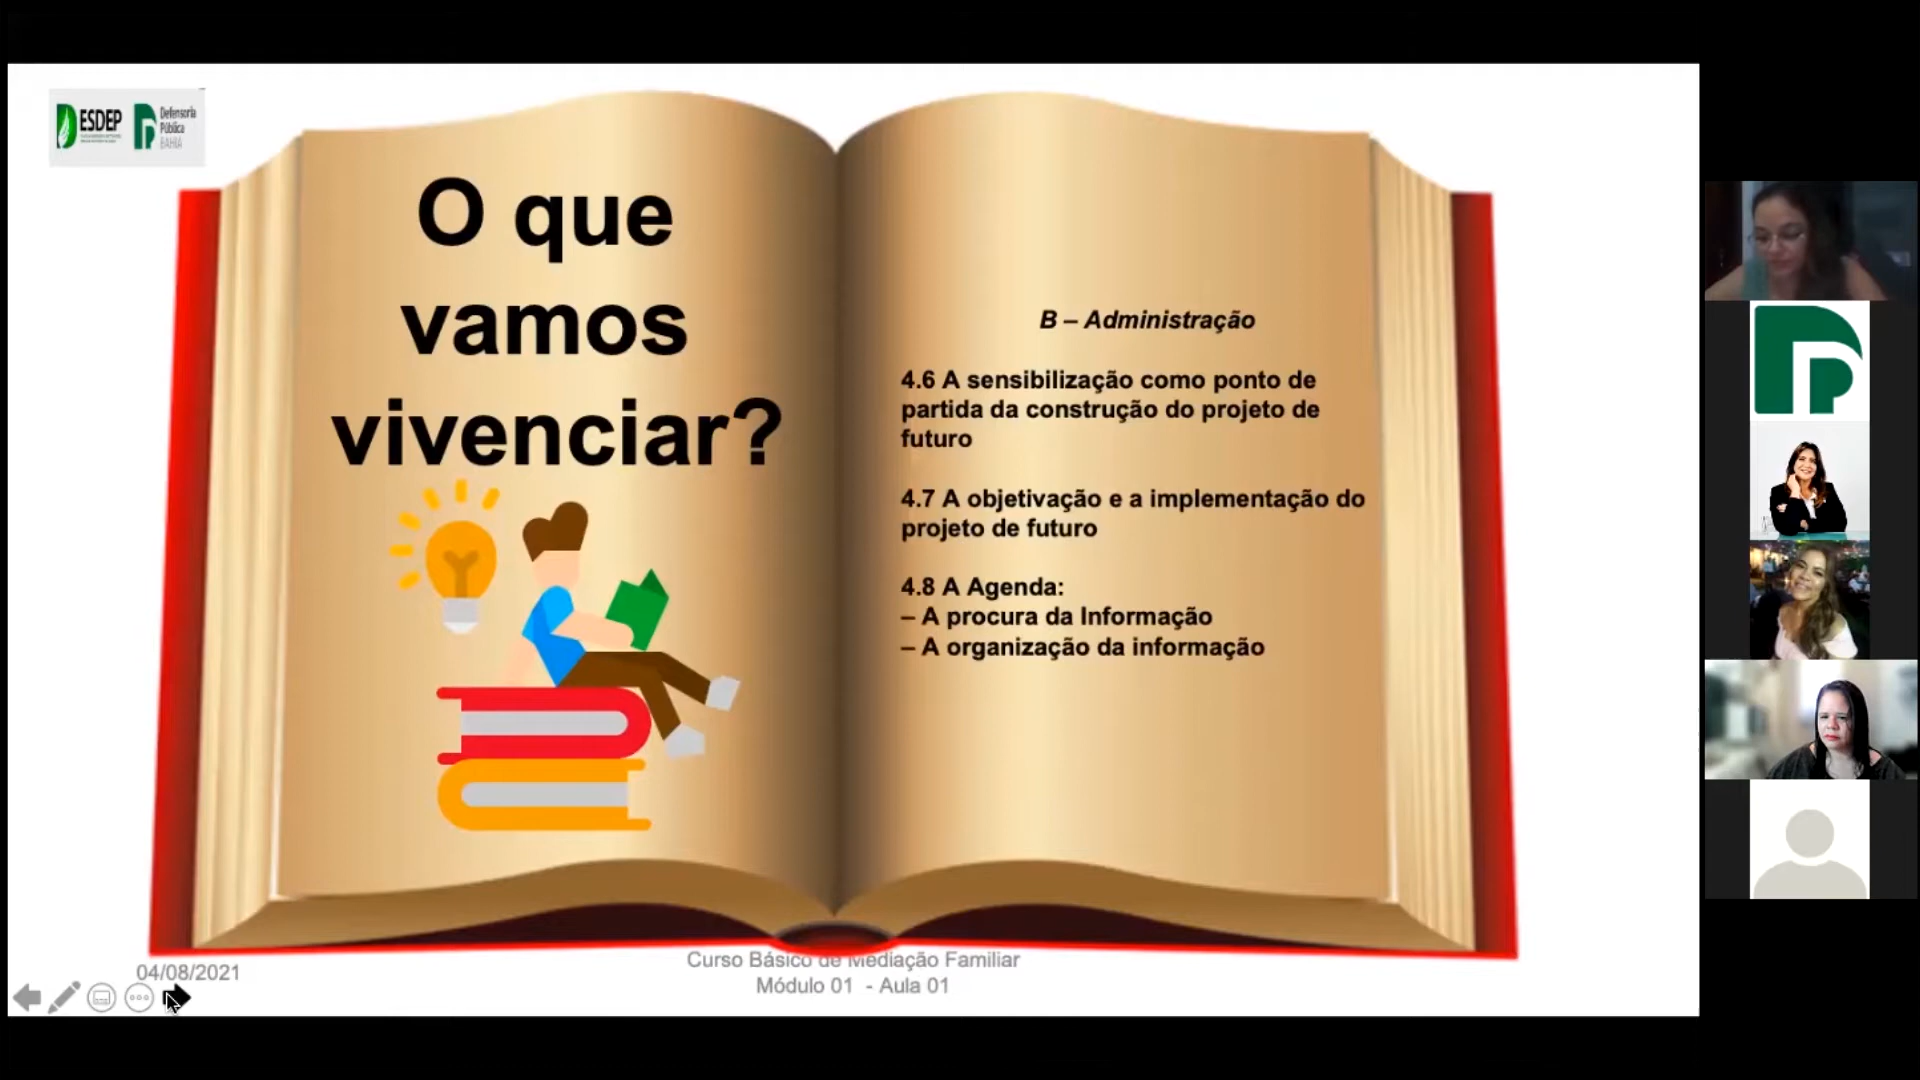 ESDEP
Defensoria
Pública
BAHIA
O que
vamos
vivenciar?
B – Administração
4.6 A sensibilização como ponto de
partida da construção do projeto de
futuro
4.7 A objetivação e a implementação do
projeto de futuro
4.8 A Agenda:
– A procura da Informação
– A organização da informação
04/08/2021
Curso Básico de Mediação Familiar
Módulo 01 - Aula 01